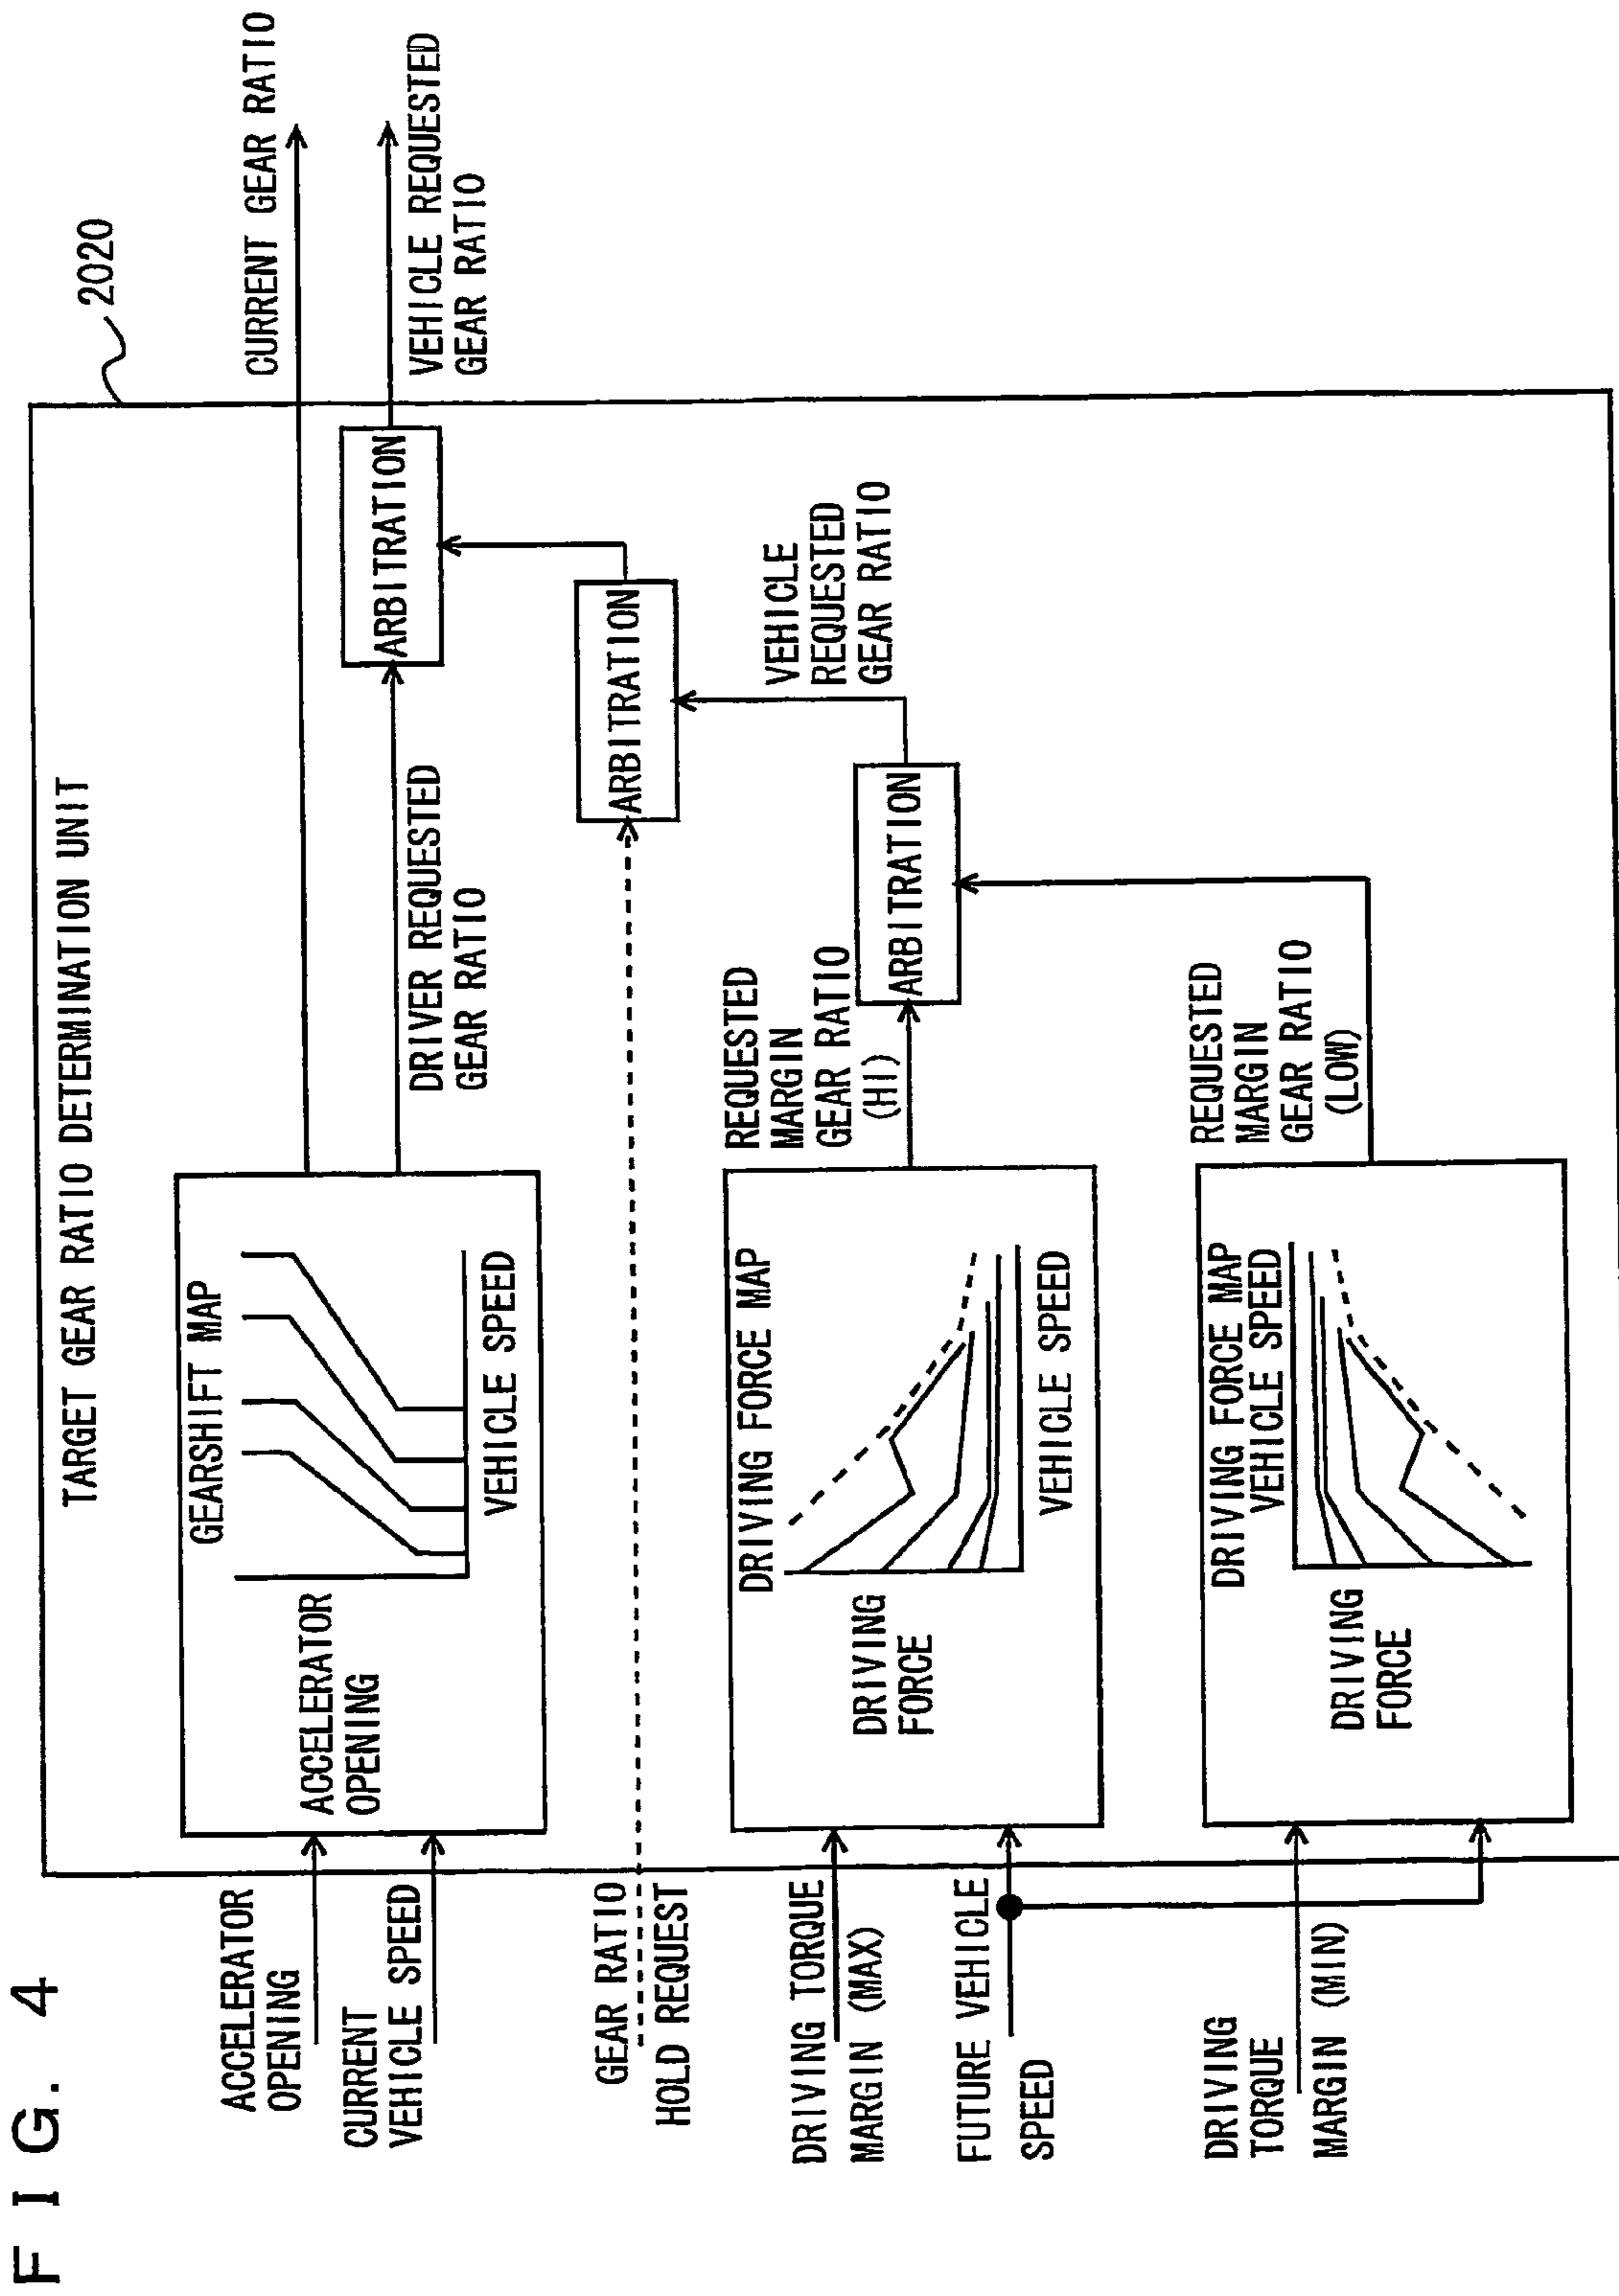 FIG. 4
2020
TARGET GEAR RATIO DETERMINATION UNIT
ACCELERATOR
OPENING
CURRENT
VEHICLE SPEED
GEARSHIFT MAP
ACCELERATOR
OPENING
VEHICLE SPEED
CURRENT GEAR RATIO
DRIVER REQUESTED
GEAR RATIO
ARBITRATION
VEHICLE REQUESTED
GEAR RATIO
GEAR RATIO
HOLD REQUEST
ARBITRATION
VEHICLE
REQUESTED
GEAR RATIO
DRIVING TORQUE
MARGIN (MAX)
FUTURE VEHICLE
SPEED
DRIVING FORCE MAP
DRIVING
FORCE
VEHICLE SPEED
REQUESTED
MARGIN
GEAR RATIO
(HI)
ARBITRATION
DRIVING
TORQUE
MARGIN (MIN)
DRIVING FORCE MAP
VEHICLE SPEED
DRIVING
FORCE
REQUESTED
MARGIN
GEAR RATIO
(LOW)